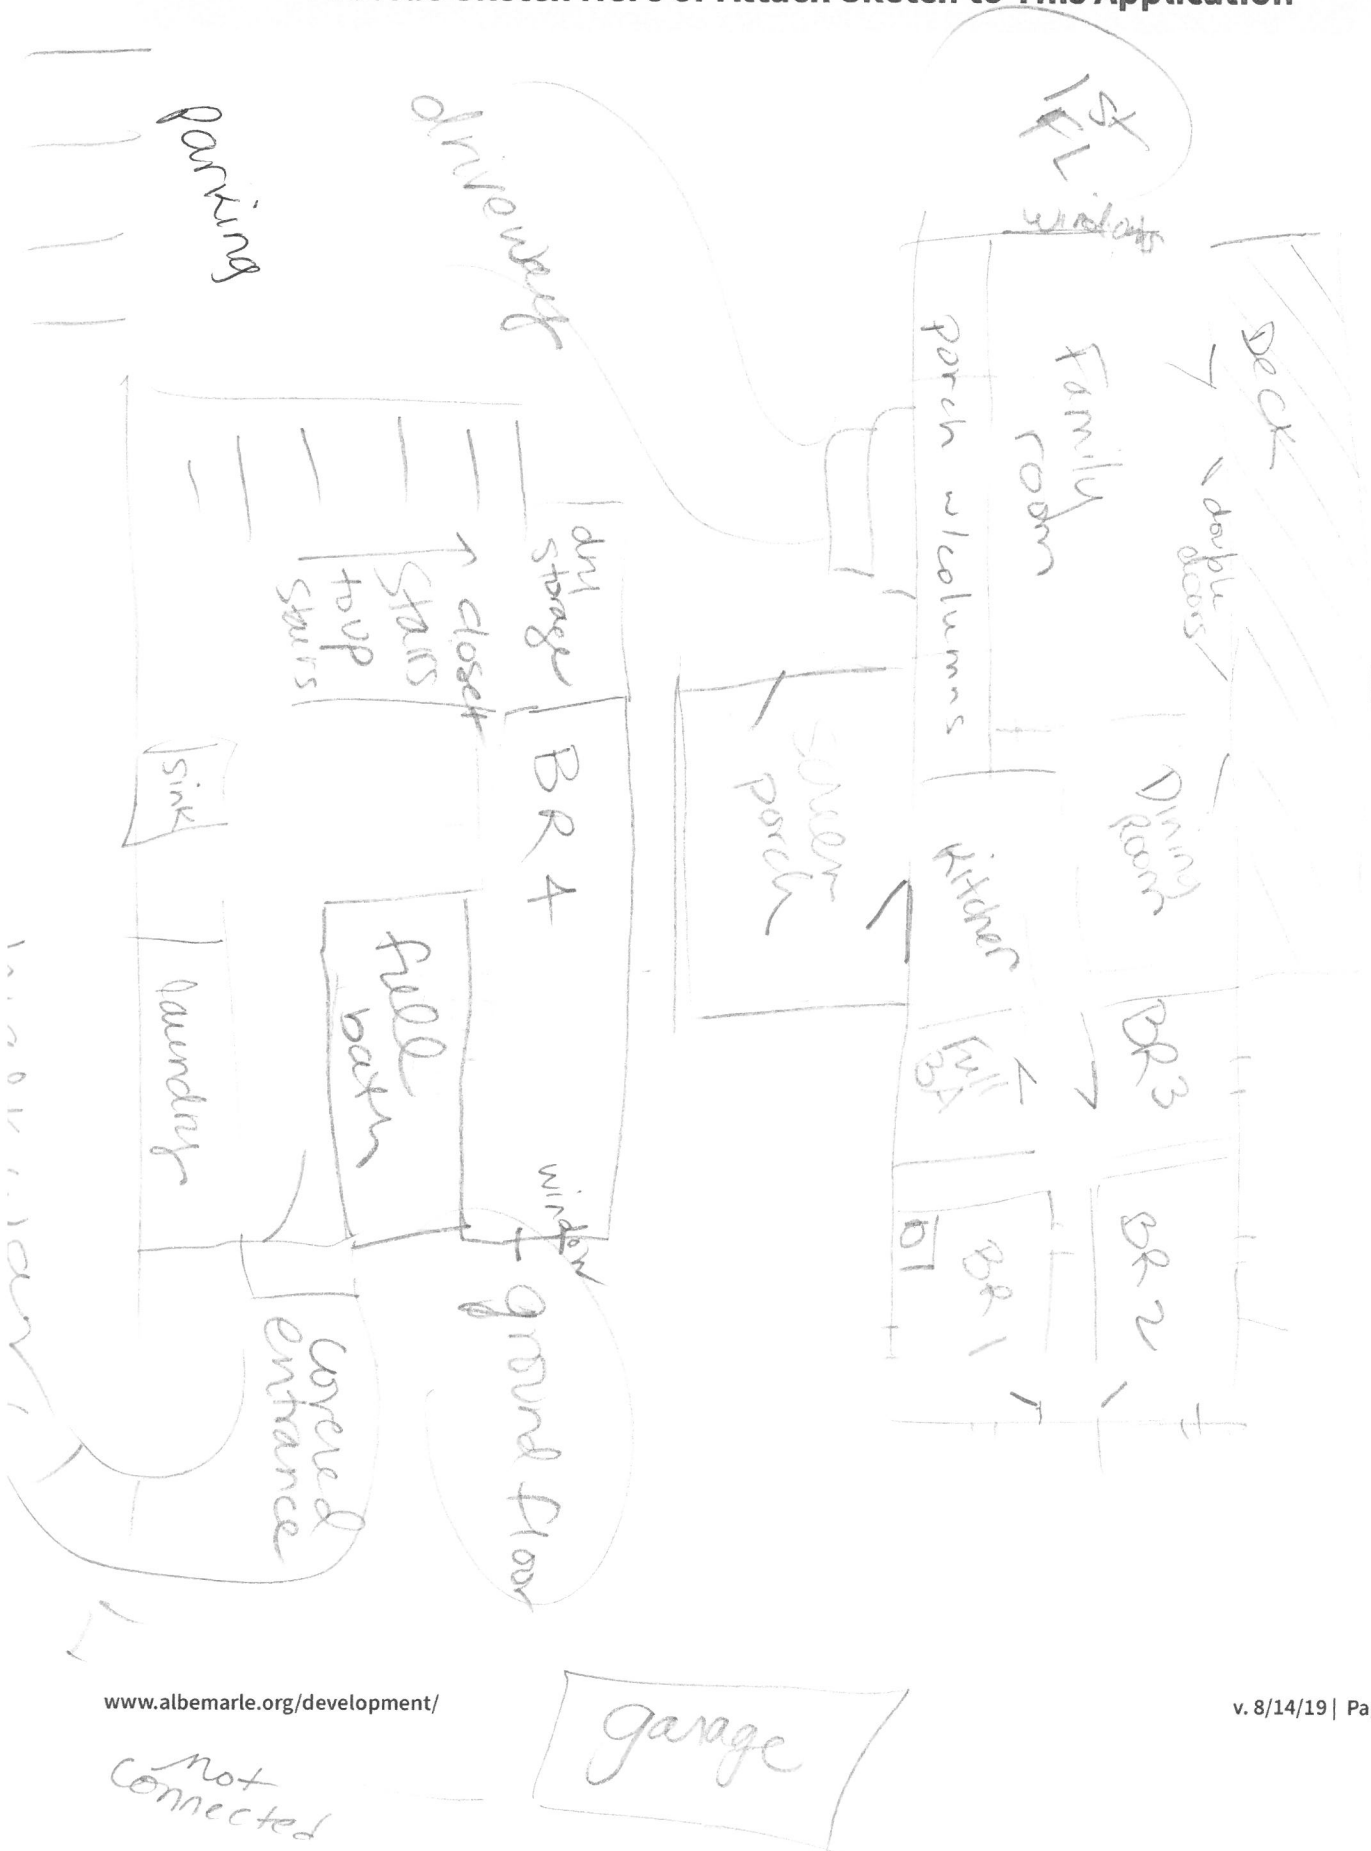 Sketch Here or Attach Sketch to This Application
1st
FL
windows
parking
driveway
Deck
Family
room
double
doors
porch w/columns
dry
storage
closet
stairs
to up
stairs
screen
porch
Dining
Room
Kitchen
BR 4
sink
full
bath
laundry
BR3
Full
BA
BR 2
BR 1
window
ground floor
covered
entrance
www.albemarle.org/development/
v. 8/14/19 | Pa
garage
not
connected